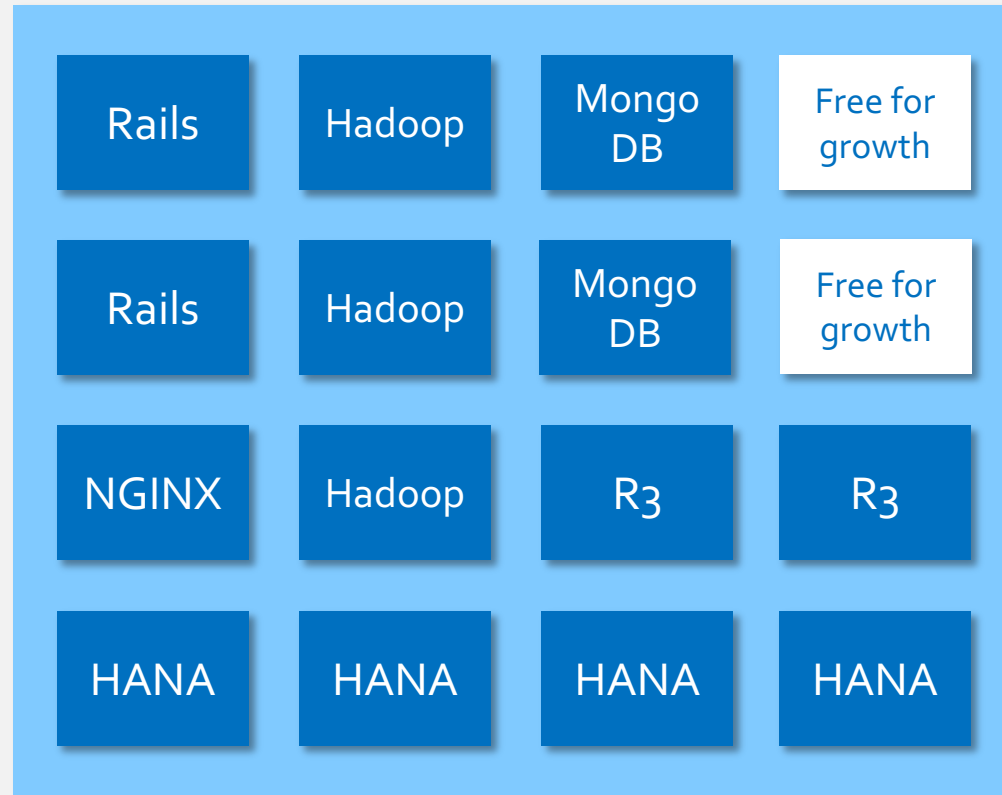 Rails
Hadoop
Mongo
DB
Free for
growth
Rails
Hadoop
Mongo
DB
Free for
growth
NGINX
Hadoop
R3
R3
HANA
HANA
HANA
HANA